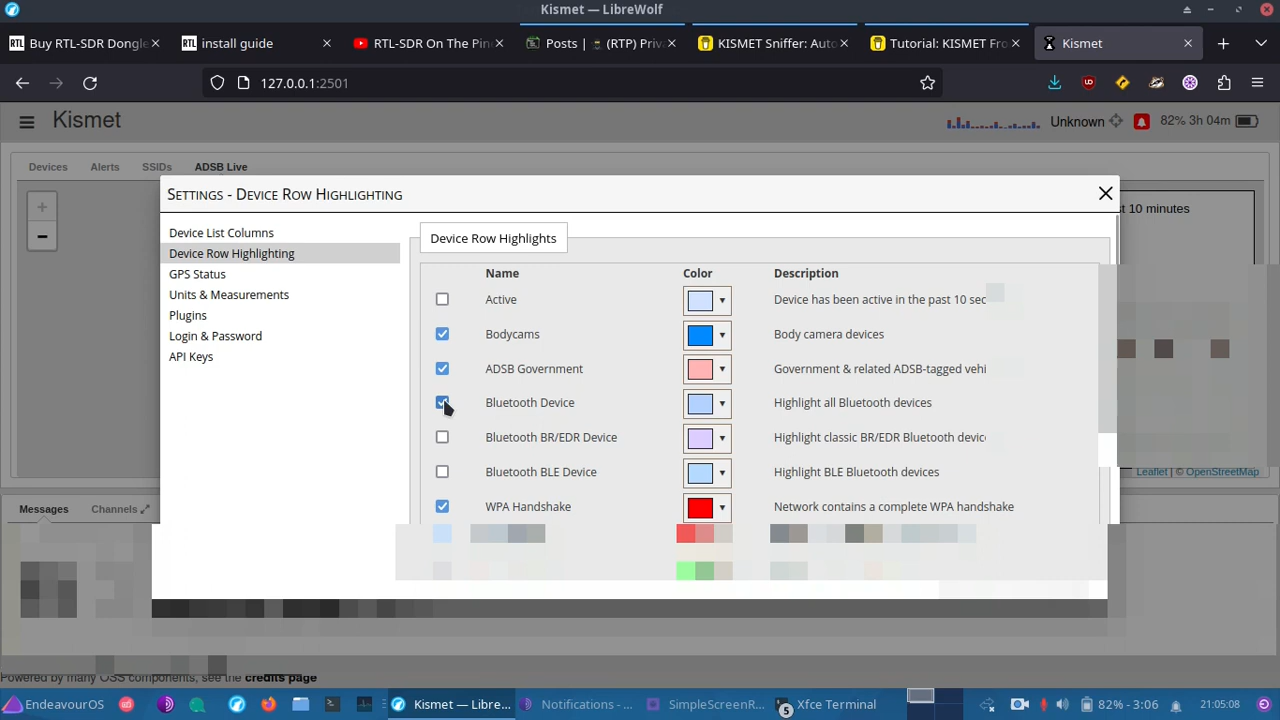 Kismet — LibreWolf
Buy RTL-SDR Dongle
install guide
RTL-SDR On The Pin
Posts | (RTP) Priv
KISMET Sniffer: Auto
Tutorial: KISMET Fro
Kismet
127.0.0.1:2501
Kismet
Unknown
82% 3h 04m
Devices
Alerts
SSIDs
ADSB Live
+
−
t 10 minutes
Settings - Device Row Highlighting
Device List Columns
Device Row Highlighting
GPS Status
Units & Measurements
Plugins
Login & Password
API Keys
Device Row Highlights
Name Color Description
Active Device has been active in the past 10 sec
Bodycams Body camera devices
ADSB Government Government & related ADSB-tagged vehi
Bluetooth Device Highlight all Bluetooth devices
Bluetooth BR/EDR Device Highlight classic BR/EDR Bluetooth devic
Bluetooth BLE Device Highlight BLE Bluetooth devices
WPA Handshake Network contains a complete WPA handshake
Leaflet | © OpenStreetMap
Messages
Channels
Powered by many OSS components, see the credits page
EndeavourOS
Kismet — LibreWolf...
Notifications - ...
SimpleScreenR...
5
Xfce Terminal
82% - 3:06
21:05:08